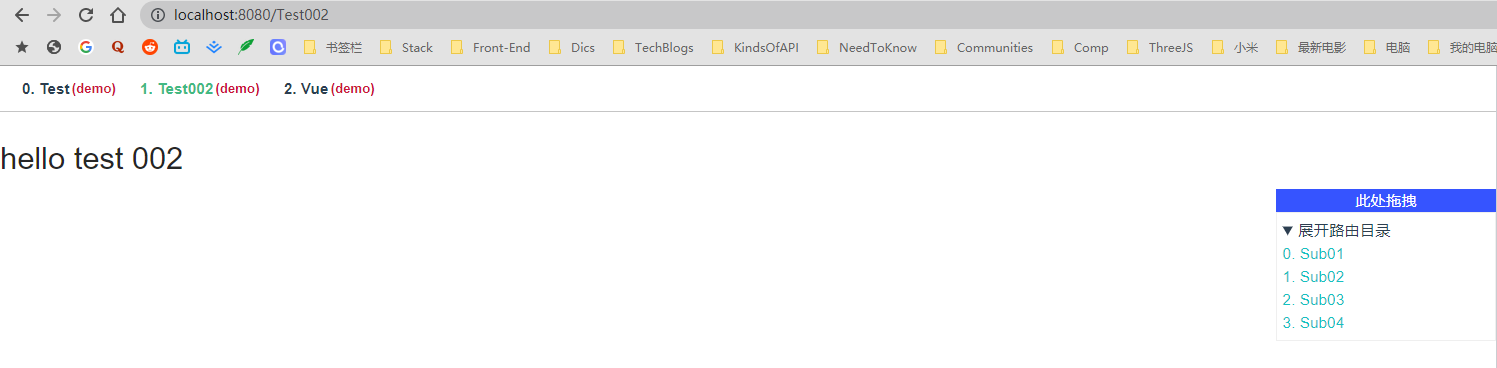 localhost:8080/Test002
书签栏 Stack Front-End Dics TechBlogs KindsOfAPI NeedToKnow Communities Comp ThreeJS 小米 最新电影 电脑 我的电脑
0. Test(demo) 1. Test002(demo) 2. Vue(demo)
hello test 002
此处拖拽
▼ 展开路由目录
0. Sub01
1. Sub02
2. Sub03
3. Sub04